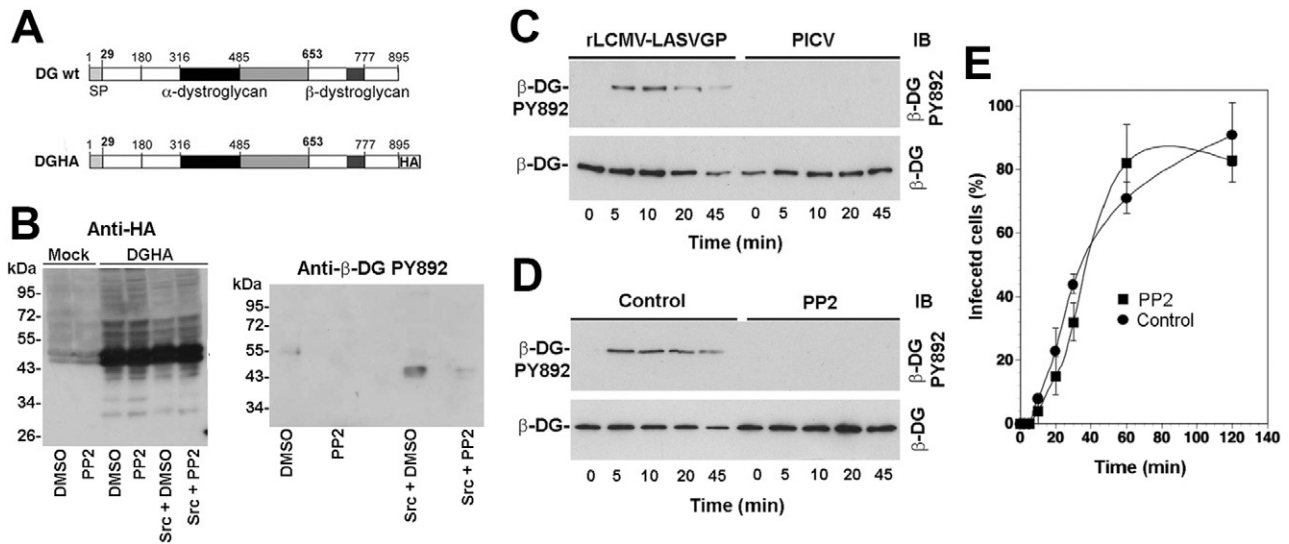 A
1 29 180 316 485 653 777 895
DG wt
SP α-dystroglycan β-dystroglycan
1 29 180 316 485 653 777 895
DGHA HA
B
Anti-HA
Mock DGHA
kDa
95-
72-
55-
43-
34-
26-
DMSO
PP2
DMSO
PP2
Src + DMSO
Src + PP2
Anti-β-DG PY892
kDa
95-
72-
55-
43-
34-
DMSO
PP2
Src + DMSO
Src + PP2
C
rLCMV-LASVGP PICV IB
β-DG-
PY892
β-DG
PY892
β-DG-
β-DG
0 5 10 20 45 0 5 10 20 45
Time (min)
D
Control PP2 IB
β-DG-
PY892
β-DG
PY892
β-DG-
β-DG
0 5 10 20 45 0 5 10 20 45
Time (min)
E
Infecetd cells (%)
100
80
60
40
20
0
PP2
Control
0 20 40 60 80 100 120 140
Time (min)